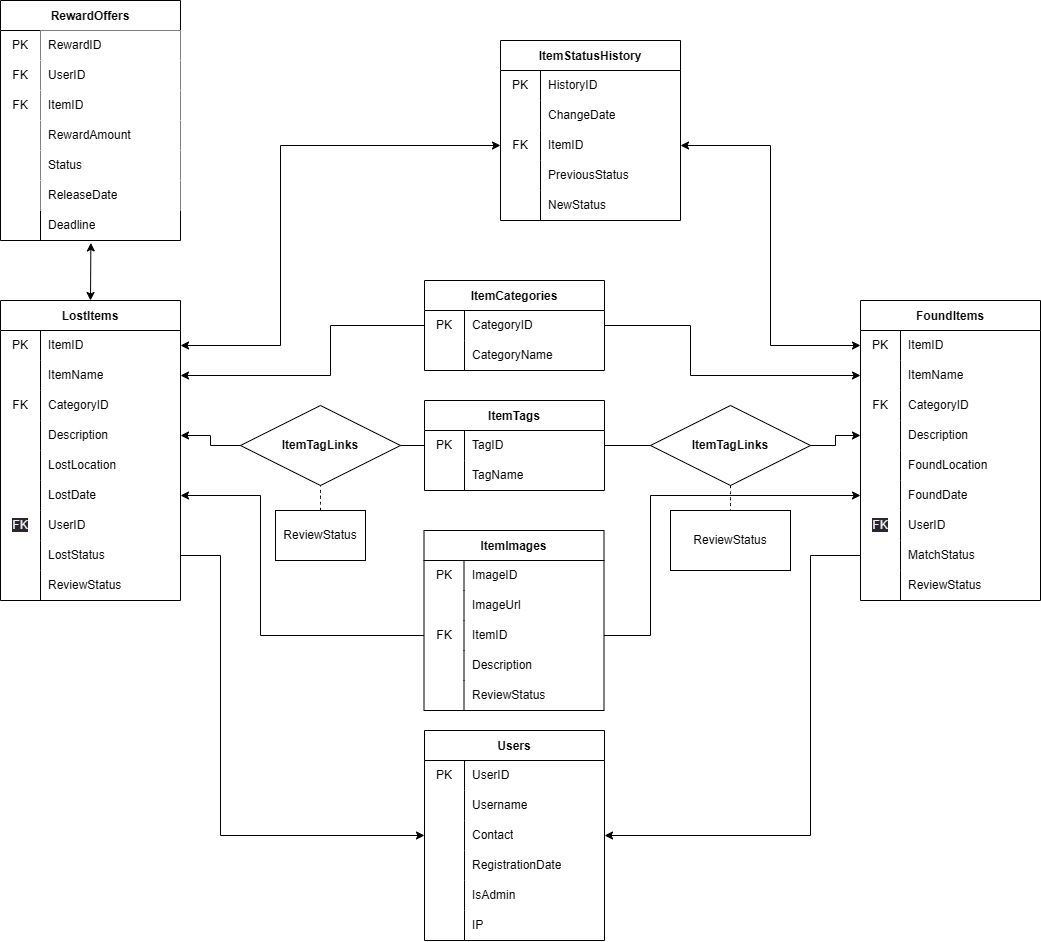 RewardOffers
PK RewardID
FK UserID
FK ItemID
RewardAmount
Status
ReleaseDate
Deadline
ItemStatusHistory
PK HistoryID
ChangeDate
FK ItemID
PreviousStatus
NewStatus
LostItems
PK ItemID
ItemName
FK CategoryID
Description
LostLocation
LostDate
FK UserID
LostStatus
ReviewStatus
ItemCategories
PK CategoryID
CategoryName
FoundItems
PK ItemID
ItemName
FK CategoryID
Description
FoundLocation
FoundDate
FK UserID
MatchStatus
ReviewStatus
ItemTagLinks
ReviewStatus
ItemTags
PK TagID
TagName
ItemTagLinks
ReviewStatus
ItemImages
PK ImageID
ImageUrl
FK ItemID
Description
ReviewStatus
Users
PK UserID
Username
Contact
RegistrationDate
IsAdmin
IP